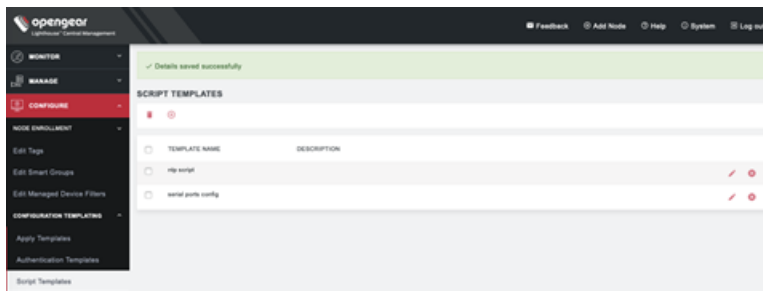 opengear
Lighthouse™ Central Management
Feedback
Add Node
Help
System
Log out
MONITOR
MANAGE
CONFIGURE
NODE ENROLLMENT
Edit Tags
Edit Smart Groups
Edit Managed Device Filters
CONFIGURATION TEMPLATING
Apply Templates
Authentication Templates
Script Templates
Details saved successfully
SCRIPT TEMPLATES
TEMPLATE NAME DESCRIPTION
ntp script
serial ports config